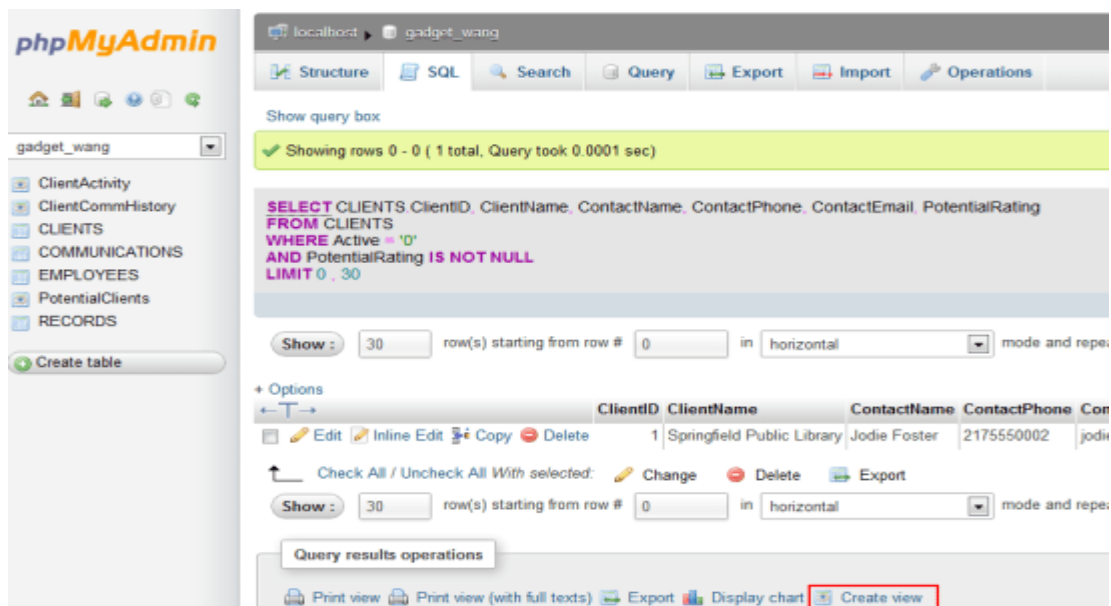 phpMyAdmin
gadget_wang
ClientActivity
ClientCommHistory
CLIENTS
COMMUNICATIONS
EMPLOYEES
PotentialClients
RECORDS
Create table
localhost ▸ gadget_wang
Structure SQL Search Query Export Import Operations
Show query box
Showing rows 0 - 0 ( 1 total, Query took 0.0001 sec)
SELECT CLIENTS.ClientID, ClientName, ContactName, ContactPhone, ContactEmail, PotentialRating
FROM CLIENTS
WHERE Active = '0'
AND PotentialRating IS NOT NULL
LIMIT 0 , 30
Show : 30 row(s) starting from row # 0 in horizontal mode and repea
+ Options
←T→ ClientID ClientName ContactName ContactPhone Con
Edit Inline Edit Copy Delete 1 Springfield Public Library Jodie Foster 2175550002 jodie
Check All / Uncheck All With selected: Change Delete Export
Show : 30 row(s) starting from row # 0 in horizontal mode and repea
Query results operations
Print view Print view (with full texts) Export Display chart Create view